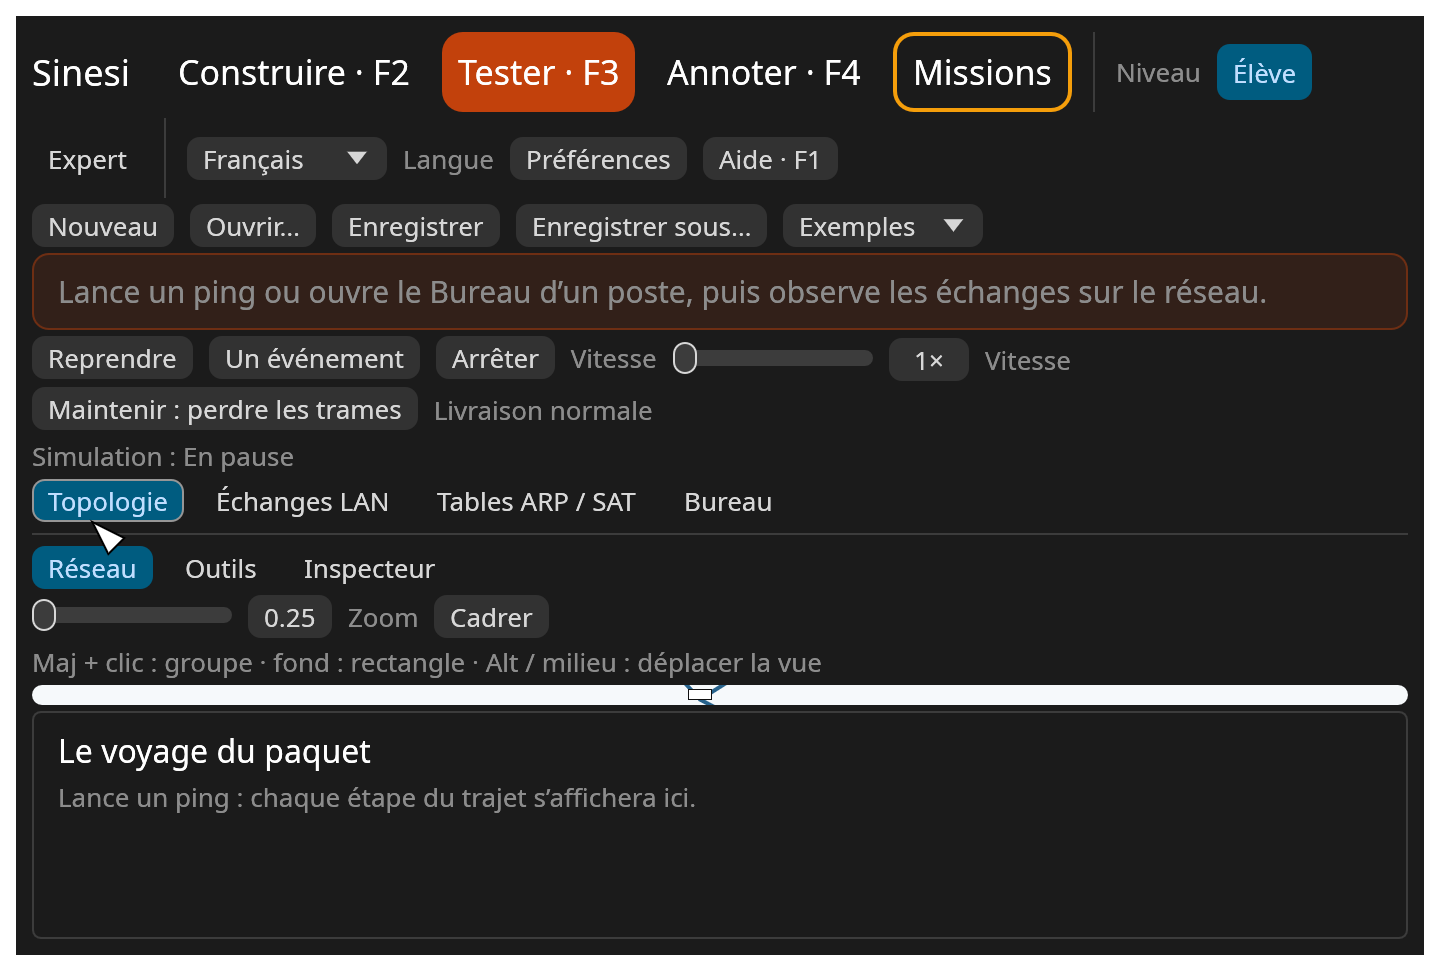 Sinesi Construire · F2 Tester · F3 Annoter · F4 Missions Niveau Élève
Expert Français Langue Préférences Aide · F1
Nouveau Ouvrir... Enregistrer Enregistrer sous... Exemples
Lance un ping ou ouvre le Bureau d’un poste, puis observe les échanges sur le réseau.
Reprendre Un événement Arrêter Vitesse 1× Vitesse
Maintenir : perdre les trames Livraison normale
Simulation : En pause
Topologie Échanges LAN Tables ARP / SAT Bureau
Réseau Outils Inspecteur
0.25 Zoom Cadrer
Maj + clic : groupe · fond : rectangle · Alt / milieu : déplacer la vue
Le voyage du paquet
Lance un ping : chaque étape du trajet s’affichera ici.